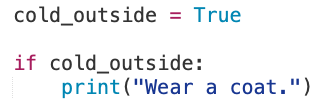 cold_outside = True

if cold_outside:
    print("Wear a coat.")